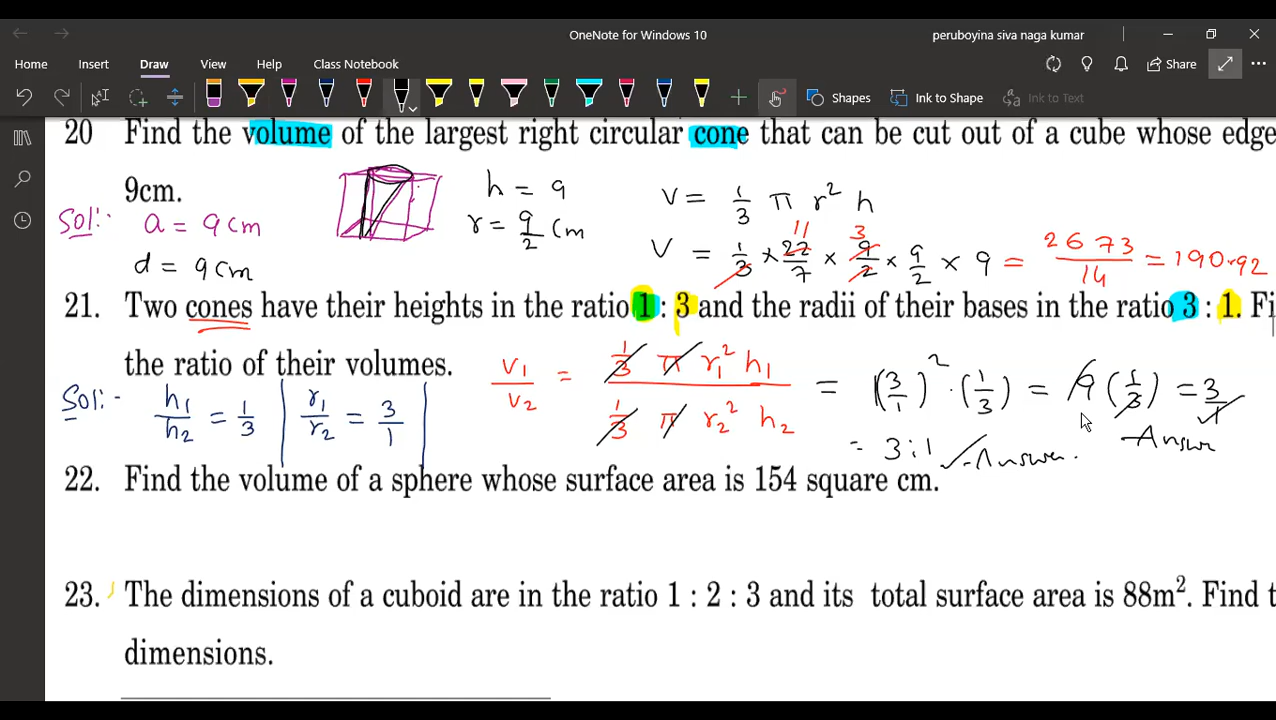 OneNote for Windows 10
peruboyina siva naga kumar
Home Insert Draw View Help Class Notebook Share
Shapes Ink to Shape Ink to Text
20 Find the volume of the largest right circular cone that can be cut out of a cube whose edge
9cm.
Sol:
a = 9 cm
d = 9 cm
h = 9
r = 9/2 cm
V = 1/3 π r² h
V = 1/3 × 22/7 × 9/2 × 9/2 × 9 = 2673/14 = 190.92
11 3
21. Two cones have their heights in the ratio 1 : 3 and the radii of their bases in the ratio 3 : 1. Fi
the ratio of their volumes.
Sol:- h₁/h₂ = 1/3 | r₁/r₂ = 3/1 |
V₁/V₂ = 1/3 π r₁² h₁ / 1/3 π r₂² h₂ = (3/1)² · (1/3) = 9 (1/3) = 3/1
Answer
= 3:1 ✓ Answer.
22. Find the volume of a sphere whose surface area is 154 square cm.
23. The dimensions of a cuboid are in the ratio 1 : 2 : 3 and its total surface area is 88m². Find t
dimensions.